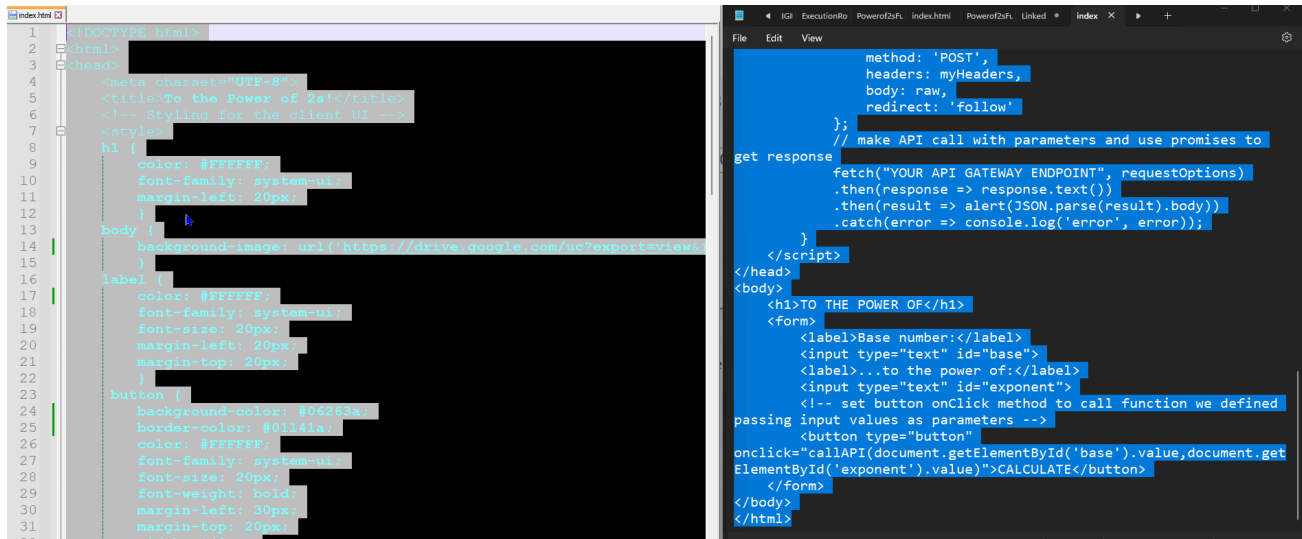 index.html
1 <!DOCTYPE html>
2 <html>
3 <head>
4 <meta charset="UTF-8">
5 <title>To the Power of 2s!</title>
6 <!-- Styling for the client UI -->
7 <style>
8 h1 {
9 color: #FFFFFF;
10 font-family: system-ui;
11 margin-left: 20px;
12 }
13 body {
14 background-image: url('https://drive.google.com/uc?export=view&
15 }
16 label {
17 color: #FFFFFF;
18 font-family: system-ui;
19 font-size: 20px;
20 margin-left: 20px;
21 margin-top: 20px;
22 }
23 button {
24 background-color: #06263a;
25 border-color: #01141a;
26 color: #FFFFFF;
27 font-family: system-ui;
28 font-size: 20px;
29 font-weight: bold;
30 margin-left: 30px;
31 margin-top: 20px;
ExecutionRo Powerof2sFu index.html Powerof2sFu Linked index
File Edit View
method: 'POST',
headers: myHeaders,
body: raw,
redirect: 'follow'
};
// make API call with parameters and use promises to
get response
fetch("YOUR API GATEWAY ENDPOINT", requestOptions)
.then(response => response.text())
.then(result => alert(JSON.parse(result).body))
.catch(error => console.log('error', error));
}
</script>
</head>
<body>
<h1>TO THE POWER OF</h1>
<form>
<label>Base number:</label>
<input type="text" id="base">
<label>...to the power of:</label>
<input type="text" id="exponent">
<!-- set button onClick method to call function we defined
passing input values as parameters -->
<button type="button"
onclick="callAPI(document.getElementById('base').value,document.get
ElementById('exponent').value)">CALCULATE</button>
</form>
</body>
</html>